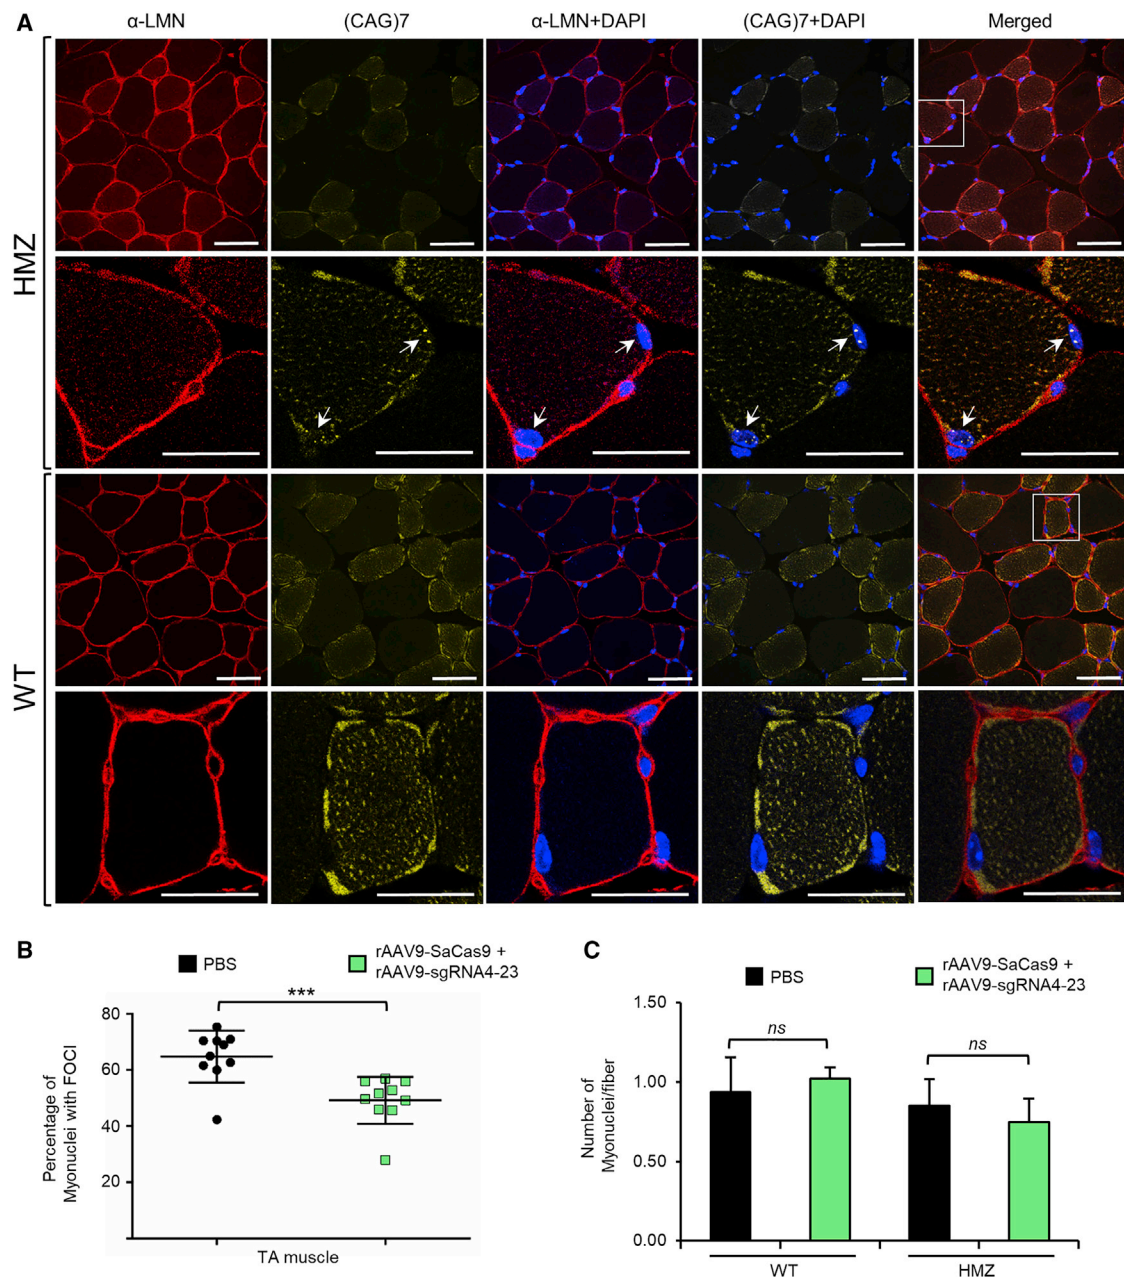 A
α-LMN (CAG)7 α-LMN+DAPI (CAG)7+DAPI Merged
HMZ
WT
B
PBS
rAAV9-SaCas9 +
rAAV9-sgRNA4-23
***
80
60
40
20
Percentage of
Myonuclei with FOCI
TA muscle
C
PBS
rAAV9-SaCas9 +
rAAV9-sgRNA4-23
1.50
1.00
0.50
0.00
Number of
Myonuclei/fiber
ns
ns
WT HMZ